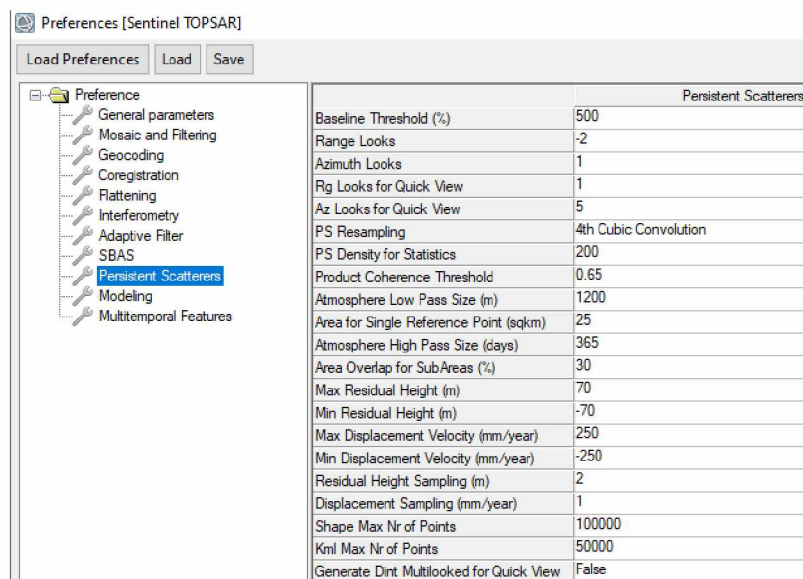 Preferences [Sentinel TOPSAR]
Load Preferences Load Save
Preference
General parameters
Mosaic and Filtering
Geocoding
Coregistration
Flattening
Interferometry
Adaptive Filter
SBAS
Persistent Scatterers
Modeling
Multitemporal Features
Persistent Scatterers
Baseline Threshold (%) 500
Range Looks -2
Azimuth Looks 1
Rg Looks for Quick View 1
Az Looks for Quick View 5
PS Resampling 4th Cubic Convolution
PS Density for Statistics 200
Product Coherence Threshold 0.65
Atmosphere Low Pass Size (m) 1200
Area for Single Reference Point (sqkm) 25
Atmosphere High Pass Size (days) 365
Area Overlap for SubAreas (%) 30
Max Residual Height (m) 70
Min Residual Height (m) -70
Max Displacement Velocity (mm/year) 250
Min Displacement Velocity (mm/year) -250
Residual Height Sampling (m) 2
Displacement Sampling (mm/year) 1
Shape Max Nr of Points 100000
Kml Max Nr of Points 50000
Generate Dint Multilooked for Quick View False